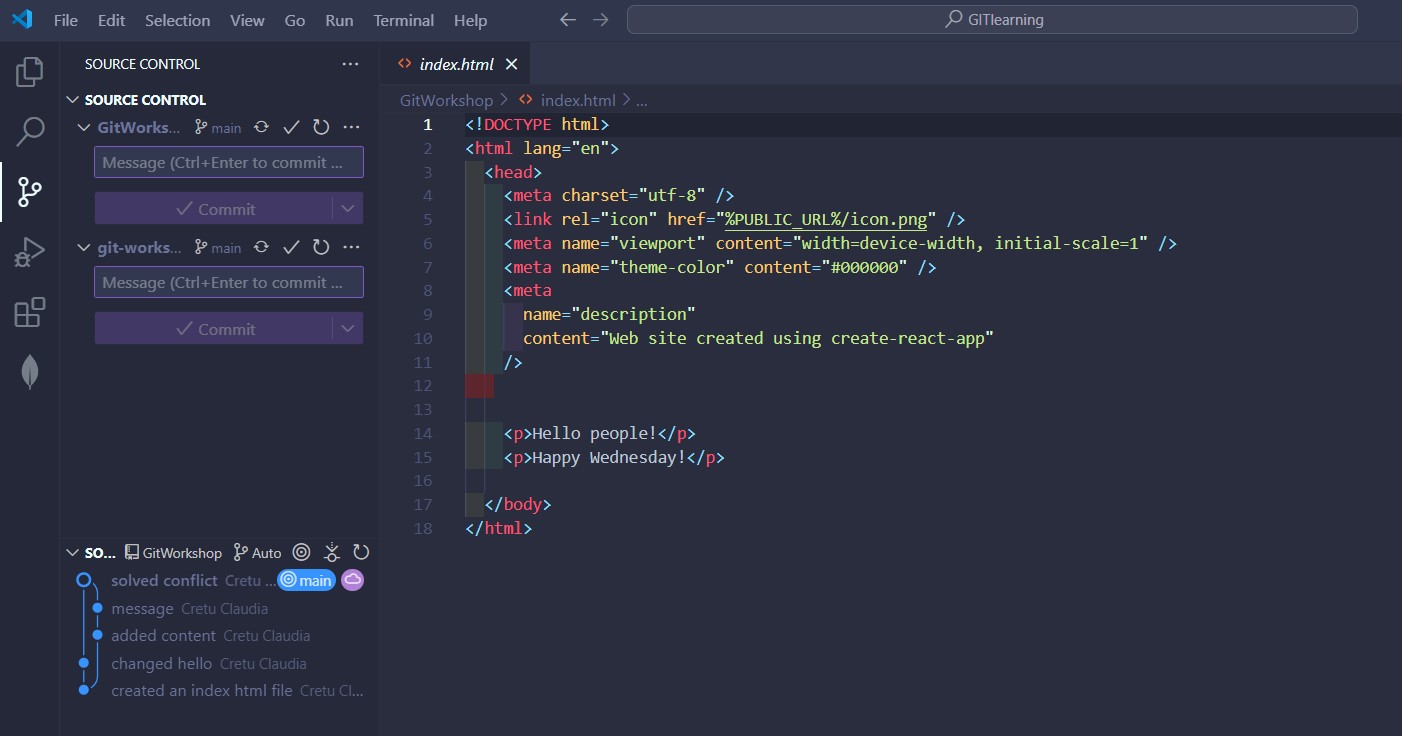 File Edit Selection View Go Run Terminal Help GITlearning
SOURCE CONTROL
SOURCE CONTROL
GitWorks... main
Message (Ctrl+Enter to commit ...
Commit
git-works... main
Message (Ctrl+Enter to commit ...
Commit
SO... GitWorkshop Auto
solved conflict Cretu ... main
message Cretu Claudia
added content Cretu Claudia
changed hello Cretu Claudia
created an index html file Cretu Cl...
index.html
GitWorkshop > index.html > ...
1 <!DOCTYPE html>
2 <html lang="en">
3 <head>
4 <meta charset="utf-8" />
5 <link rel="icon" href="%PUBLIC_URL%/icon.png" />
6 <meta name="viewport" content="width=device-width, initial-scale=1" />
7 <meta name="theme-color" content="#000000" />
8 <meta
9 name="description"
10 content="Web site created using create-react-app"
11 />
12
13
14 <p>Hello people!</p>
15 <p>Happy Wednesday!</p>
16
17 </body>
18 </html>